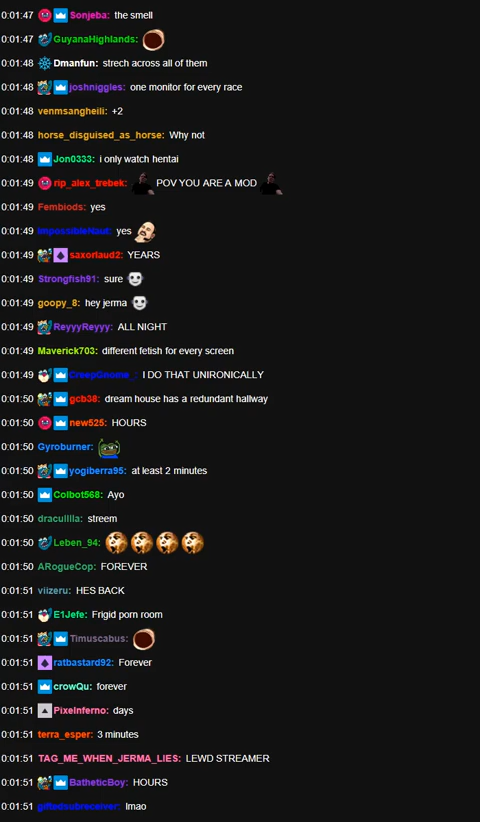 0:01:47 Sonjeba: the smell
0:01:47 GuyanaHighlands:
0:01:48 Dmanfun: strech across all of them
0:01:48 joshniggles: one monitor for every race
0:01:48 venmsangheili: +2
0:01:48 horse_disguised_as_horse: Why not
0:01:48 Jon0333: i only watch hentai
0:01:49 rip_alex_trebek: POV YOU ARE A MOD
0:01:49 Fembiods: yes
0:01:49 ImpossibleNaut: yes
0:01:49 saxorlaud2: YEARS
0:01:49 Strongfish91: sure
0:01:49 goopy_8: hey jerma
0:01:49 ReyyyReyyy: ALL NIGHT
0:01:49 Maverick703: different fetish for every screen
0:01:49 CreepGnome_: I DO THAT UNIRONICALLY
0:01:50 gcb38: dream house has a redundant hallway
0:01:50 new525: HOURS
0:01:50 Gyroburner:
0:01:50 yogiberra95: at least 2 minutes
0:01:50 Colbot568: Ayo
0:01:50 streem
0:01:50 Leben_94:
0:01:50 ARogueCop: FOREVER
0:01:51 viizeru: HES BACK
0:01:51 E1Jefe: Frigid porn room
0:01:51 Timuscabus:
0:01:51 ratbastard92: Forever
0:01:51 crowQu: forever
0:01:51 PixeInferno: days
0:01:51 terra_esper: 3 minutes
0:01:51 TAG_ME_WHEN_JERMA_LIES: LEWD STREAMER
0:01:51 BatheticBoy: HOURS
0:01:51 giftedsubreceiver: lmao